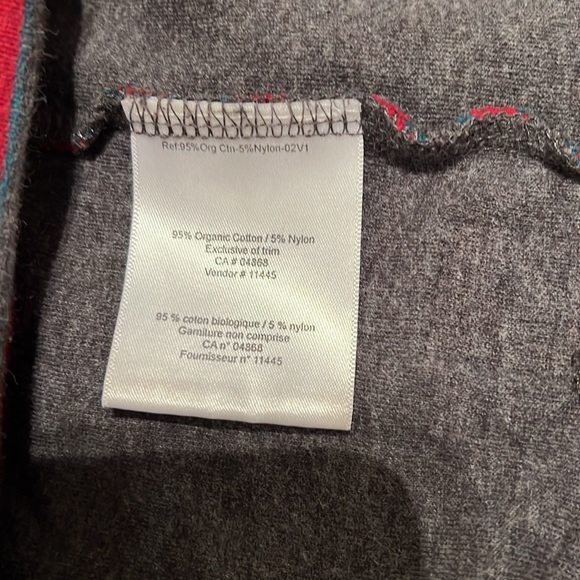 Ref:95%Org Ctn-5%Nylon-02V1
95% Organic Cotton / 5% Nylon
Exclusive of trim
CA # 04868
Vendor # 11445
95 % coton biologique / 5 % nylon
Garniture non comprise
CA n° 04868
Fournisseur n° 11445